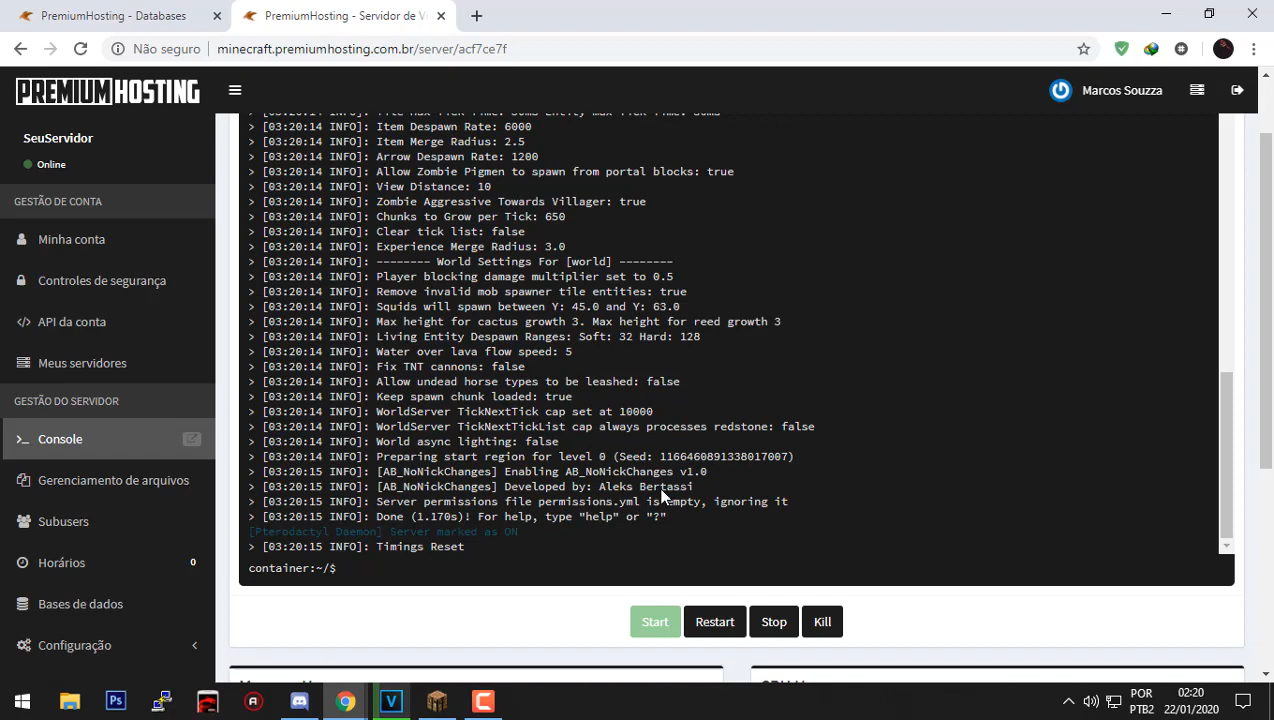 PremiumHosting - Databases
PremiumHosting - Servidor de Vi
Não seguro
minecraft.premiumhosting.com.br/server/acf7ce7f
PREMIUMHOSTING
Marcos Souzza
SeuServidor
Online
GESTÃO DE CONTA
Minha conta
Controles de segurança
API da conta
Meus servidores
GESTÃO DO SERVIDOR
Console
Gerenciamento de arquivos
Subusers
Horários 0
Bases de dados
Configuração
> [03:20:14 INFO]: Item Despawn Rate: 6000
> [03:20:14 INFO]: Item Merge Radius: 2.5
> [03:20:14 INFO]: Arrow Despawn Rate: 1200
> [03:20:14 INFO]: Allow Zombie Pigmen to spawn from portal blocks: true
> [03:20:14 INFO]: View Distance: 10
> [03:20:14 INFO]: Zombie Aggressive Towards Villager: true
> [03:20:14 INFO]: Chunks to Grow per Tick: 650
> [03:20:14 INFO]: Clear tick list: false
> [03:20:14 INFO]: Experience Merge Radius: 3.0
> [03:20:14 INFO]: -------- World Settings For [world] --------
> [03:20:14 INFO]: Player blocking damage multiplier set to 0.5
> [03:20:14 INFO]: Remove invalid mob spawner tile entities: true
> [03:20:14 INFO]: Squids will spawn between Y: 45.0 and Y: 63.0
> [03:20:14 INFO]: Max height for cactus growth 3. Max height for reed growth 3
> [03:20:14 INFO]: Living Entity Despawn Ranges: Soft: 32 Hard: 128
> [03:20:14 INFO]: Water over lava flow speed: 5
> [03:20:14 INFO]: Fix TNT cannons: false
> [03:20:14 INFO]: Allow undead horse types to be leashed: false
> [03:20:14 INFO]: Keep spawn chunk loaded: true
> [03:20:14 INFO]: WorldServer TickNextTick cap set at 10000
> [03:20:14 INFO]: WorldServer TickNextTickList cap always processes redstone: false
> [03:20:14 INFO]: World async lighting: false
> [03:20:14 INFO]: Preparing start region for level 0 (Seed: 1166460891338017007)
> [03:20:15 INFO]: [AB_NoNickChanges] Enabling AB_NoNickChanges v1.0
> [03:20:15 INFO]: [AB_NoNickChanges] Developed by: Aleks Bertassi
> [03:20:15 INFO]: Server permissions file permissions.yml is empty, ignoring it
> [03:20:15 INFO]: Done (1.170s)! For help, type "help" or "?"
[Pterodactyl Daemon] Server marked as ON
> [03:20:15 INFO]: Timings Reset
container:~/$
Start Restart Stop Kill
POR
PTB2
02:20
22/01/2020